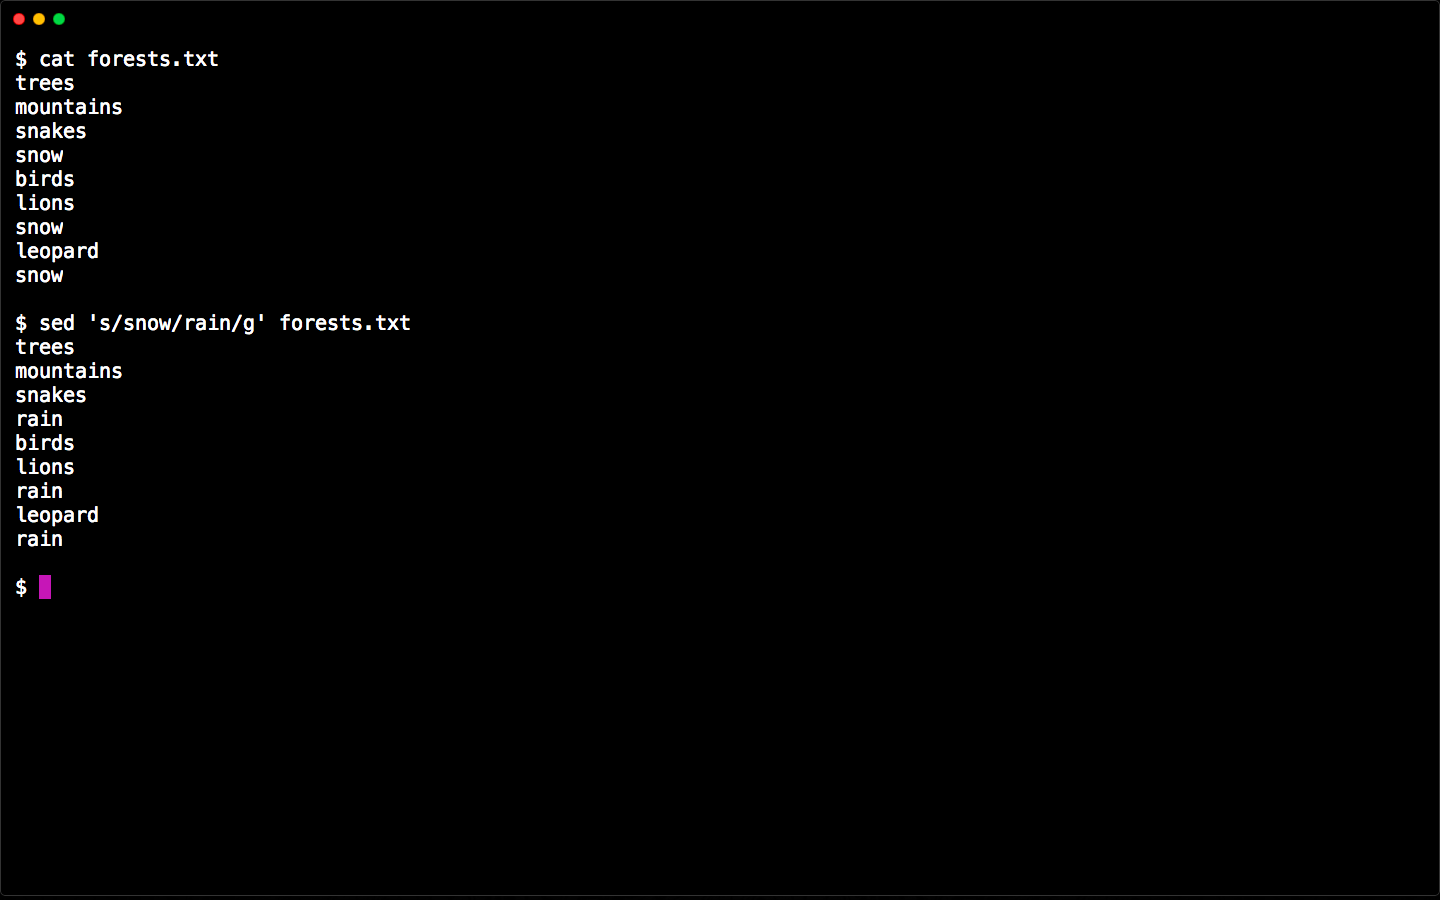 $ cat forests.txt
trees
mountains
snakes
snow
birds
lions
snow
leopard
snow
$ sed 's/snow/rain/g' forests.txt
trees
mountains
snakes
rain
birds
lions
rain
leopard
rain
$